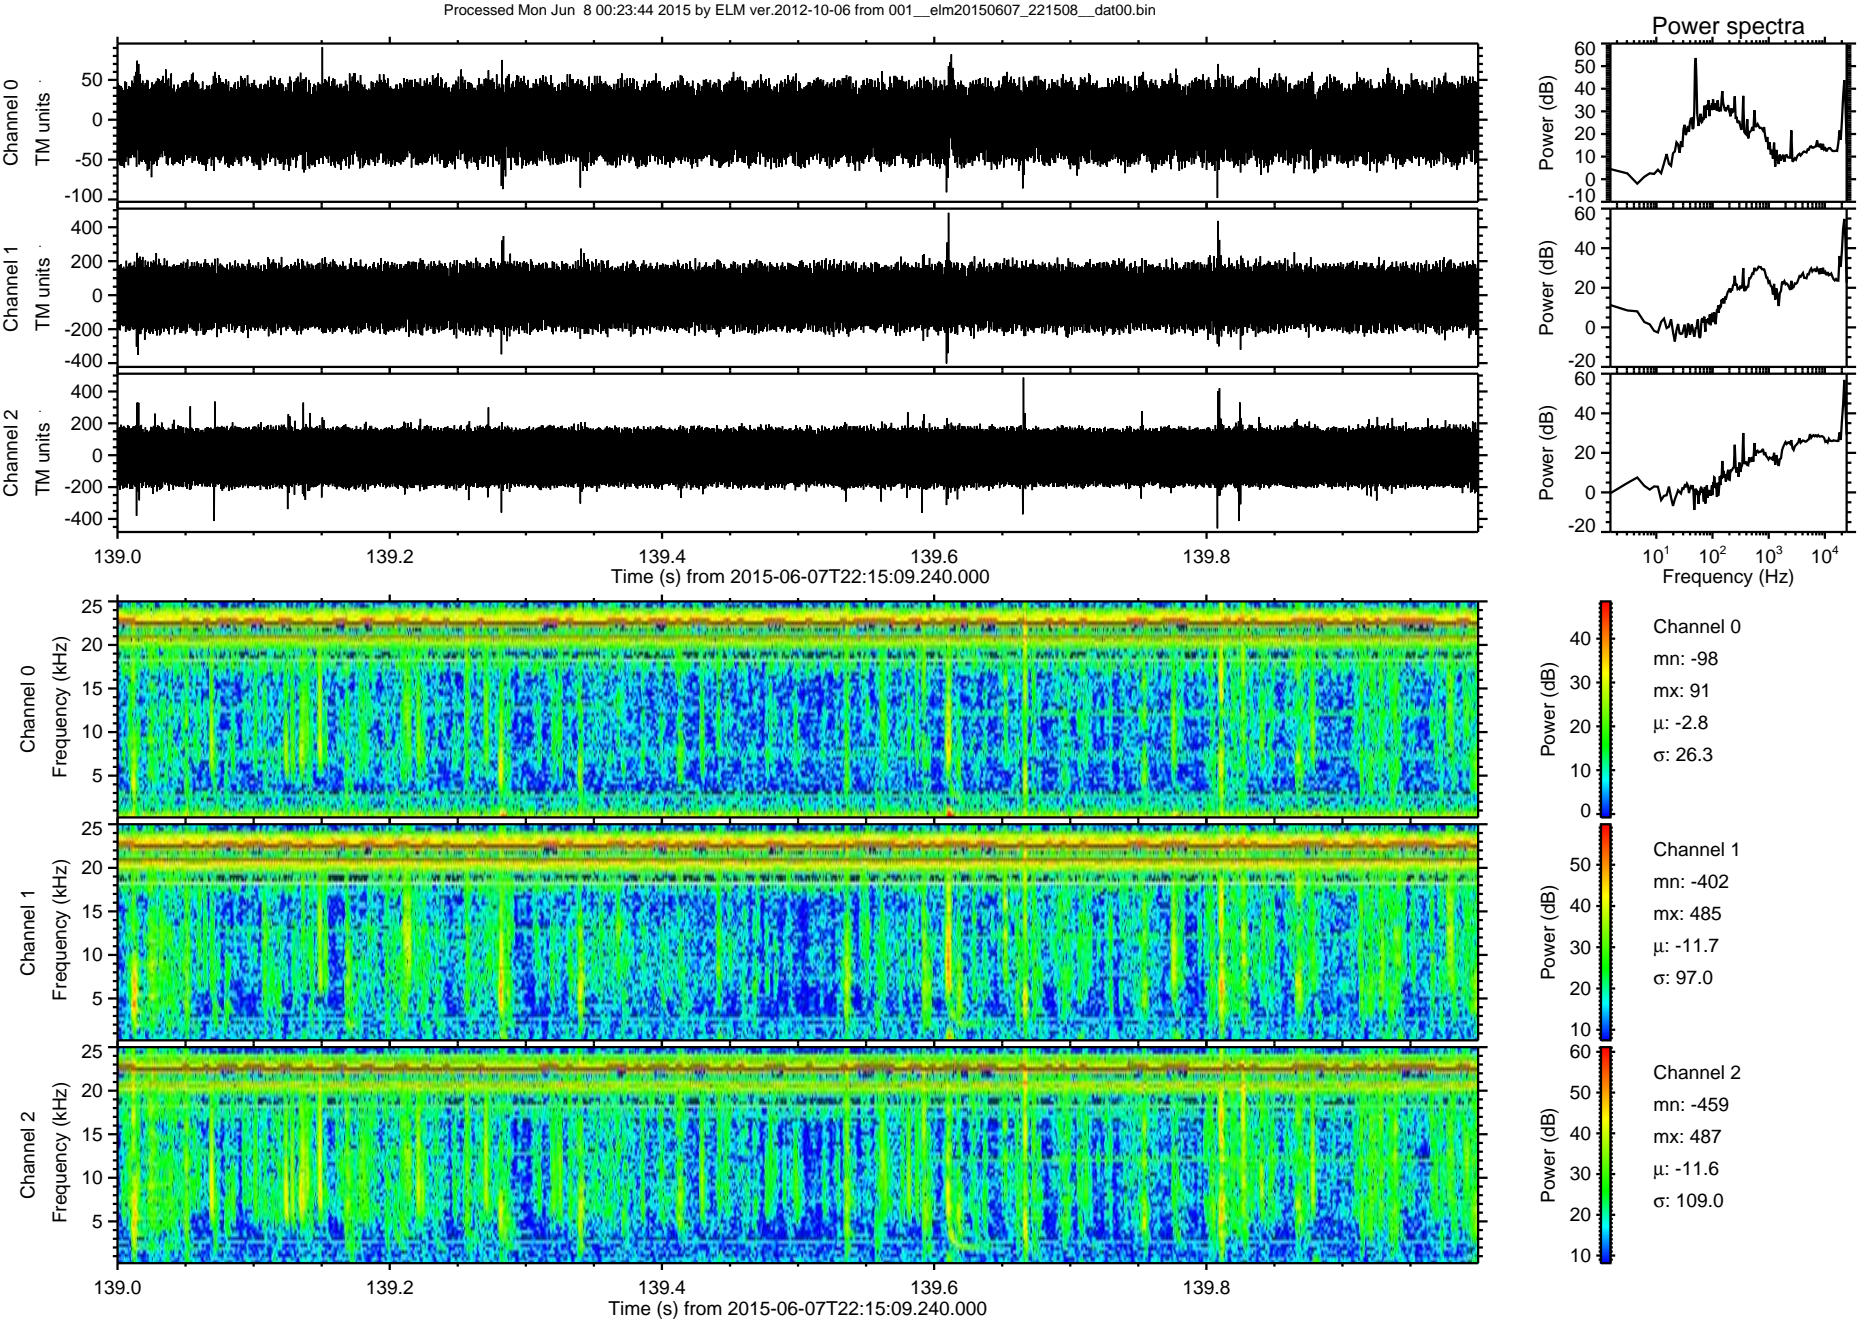 Processed Mon Jun 8 00:23:44 2015 by ELM ver.2012-10-06 from 001__elm20150607_221508__dat00.bin
Power spectra
Channel 0
TM units
50
0
-50
-100
Power (dB)
60
50
40
30
20
10
0
-10
Channel 1
TM units
400
200
0
-200
-400
Power (dB)
60
40
20
0
-20
Channel 2
TM units
400
200
0
-200
-400
Power (dB)
60
40
20
0
-20
139.0 139.2 139.4 139.6 139.8
Time (s) from 2015-06-07T22:15:09.240.000
10^1 10^2 10^3 10^4
Frequency (Hz)
Channel 0
Frequency (kHz)
25
20
15
10
5
Power (dB)
40
30
20
10
0
Channel 0
mn: -98
mx: 91
μ: -2.8
σ: 26.3
Channel 1
Frequency (kHz)
25
20
15
10
5
Power (dB)
50
40
30
20
10
Channel 1
mn: -402
mx: 485
μ: -11.7
σ: 97.0
Channel 2
Frequency (kHz)
25
20
15
10
5
Power (dB)
60
50
40
30
20
10
Channel 2
mn: -459
mx: 487
μ: -11.6
σ: 109.0
139.0 139.2 139.4 139.6 139.8
Time (s) from 2015-06-07T22:15:09.240.000